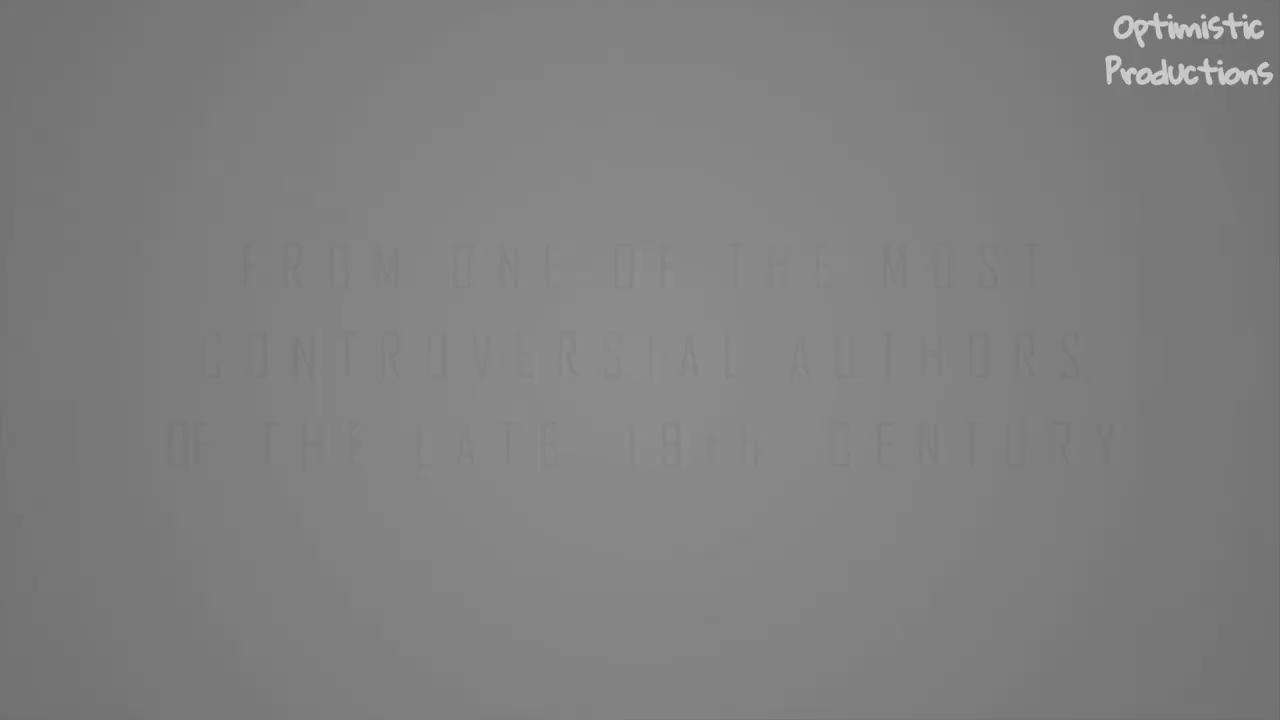 Optimistic
Productions
FROM ONE OF THE MOST
CONTROVERSIAL AUTHORS
OF THE LATE 19th CENTURY